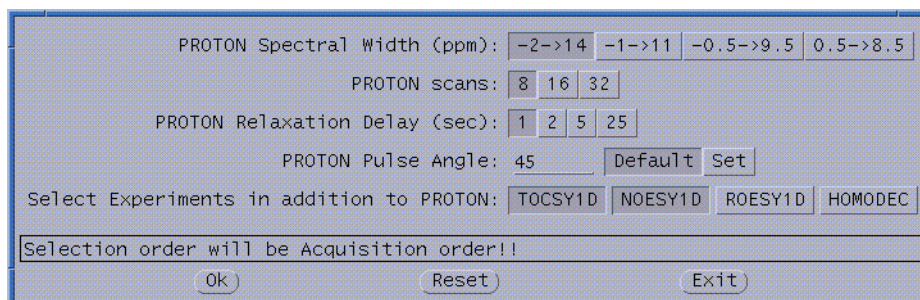 PROTON Spectral Width (ppm): -2->14 -1->11 -0.5->9.5 0.5->8.5
PROTON scans: 8 16 32
PROTON Relaxation Delay (sec): 1 2 5 25
PROTON Pulse Angle: 45 Default Set
Select Experiments in addition to PROTON: TOCSY1D NOESY1D ROESY1D HOMODEC
Selection order will be Acquisition order!!
Ok Reset Exit